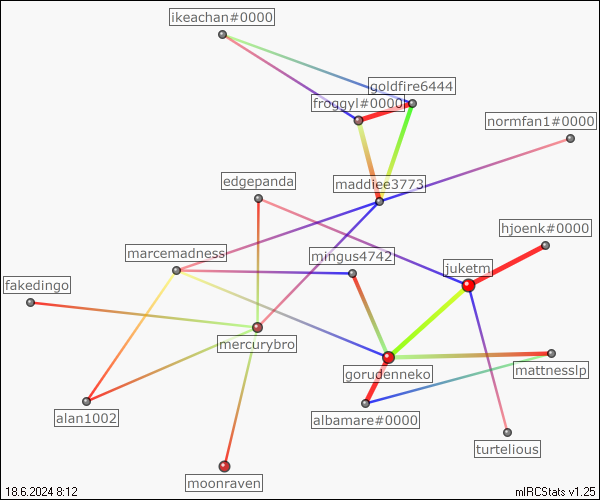 ikeachan#0000
goldfire6444
froggyl#0000
normfan1#0000
edgepanda
maddiee3773
hjoenk#0000
marcemadness
mingus4742
juketm
fakedingo
mercurybro
gorudenneko
mattnesslp
alan1002
albamare#0000
turtelious
moonraven
18.6.2024 8:12
mIRCStats v1.25